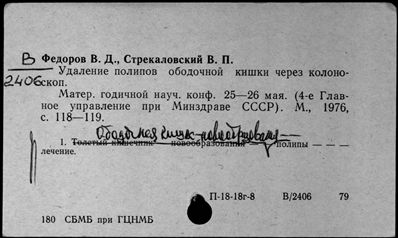 В Федоров В. Д., Стрекаловский В. П.
2406 Удаление полипов ободочной кишки через колоно-
скоп.
Матер. годичной науч. конф. 25—26 мая. (4-е Глав-
ное управление при Минздраве СССР). М., 1976,
с. 118—119.
Ободочная кишка - новообразования —
1. Толстый кишечник — новообразования — полипы —
лечение.
П-18-18г-8 В/2406 79
180 СБМБ при ГЦНМБ